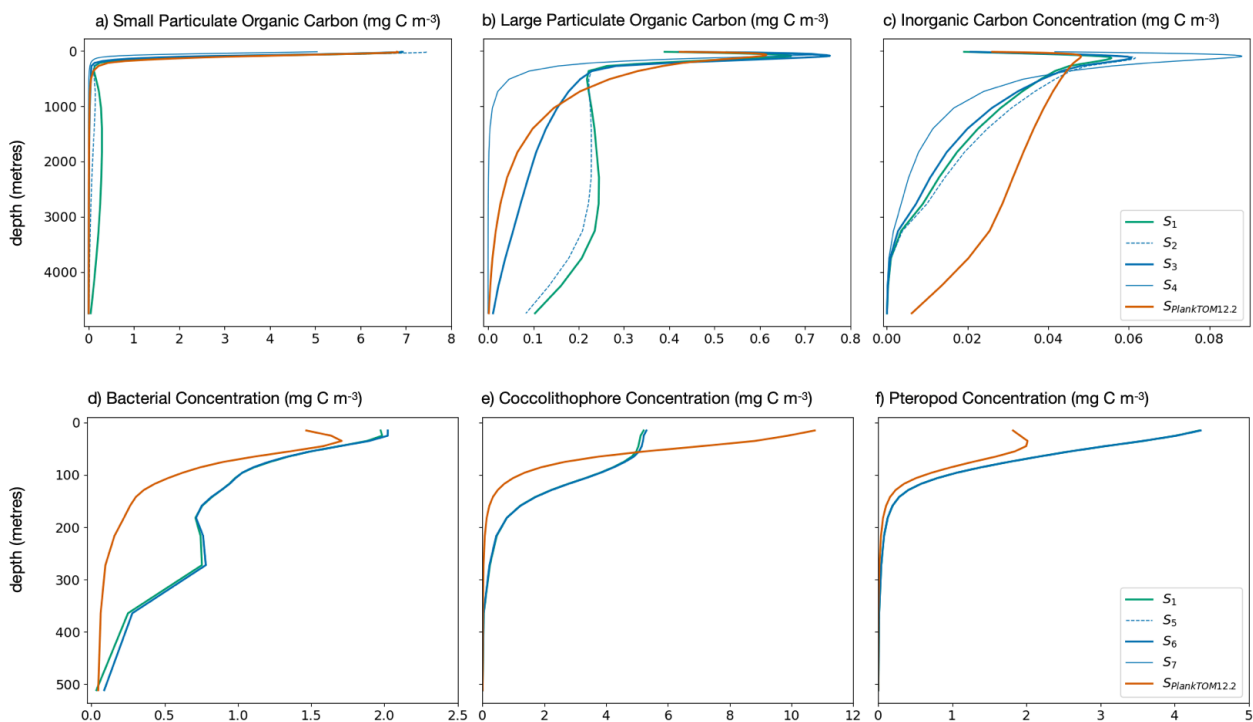 a) Small Particulate Organic Carbon (mg C m⁻³)
b) Large Particulate Organic Carbon (mg C m⁻³)
c) Inorganic Carbon Concentration (mg C m⁻³)
depth (metres)
0
1000
2000
3000
4000
0 1 2 3 4 5 6 7 8
0.0 0.1 0.2 0.3 0.4 0.5 0.6 0.7 0.8
0.00 0.02 0.04 0.06 0.08
S₁
S₂
S₃
S₄
S_PlankTOM12.2
d) Bacterial Concentration (mg C m⁻³)
e) Coccolithophore Concentration (mg C m⁻³)
f) Pteropod Concentration (mg C m⁻³)
depth (metres)
0
100
200
300
400
500
0.0 0.5 1.0 1.5 2.0 2.5
0 2 4 6 8 10 12
0 1 2 3 4 5
S₁
S₅
S₆
S₇
S_PlankTOM12.2